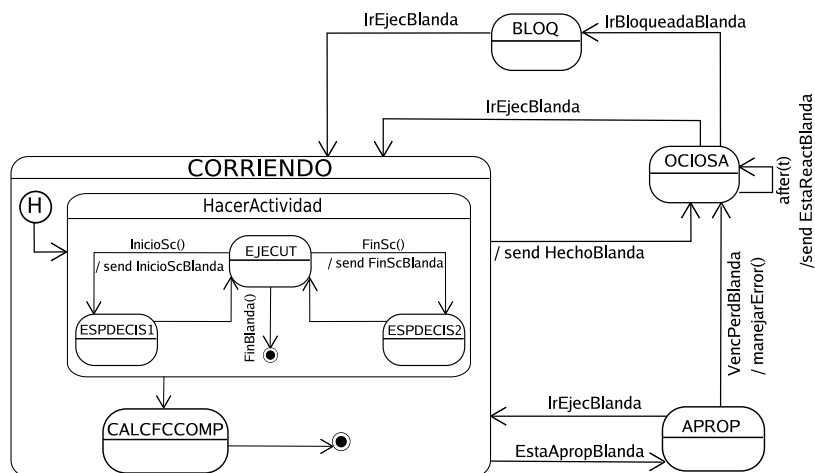 IrEjecBlanda
BLOQ
IrBloqueadaBlanda
IrEjecBlanda
OCIOSA
after(t)
/send EstaReactBlanda
CORRIENDO
H
HacerActividad
InicioSc()
/ send InicioScBlanda
EJECUT
FinSc()
/ send FinScBlanda
/ send HechoBlanda
ESPDECIS1
FinBlanda()
ESPDECIS2
VencPerdBlanda
/ manejarError()
IrEjecBlanda
CALCFCCOMP
APROP
EstaApropBlanda